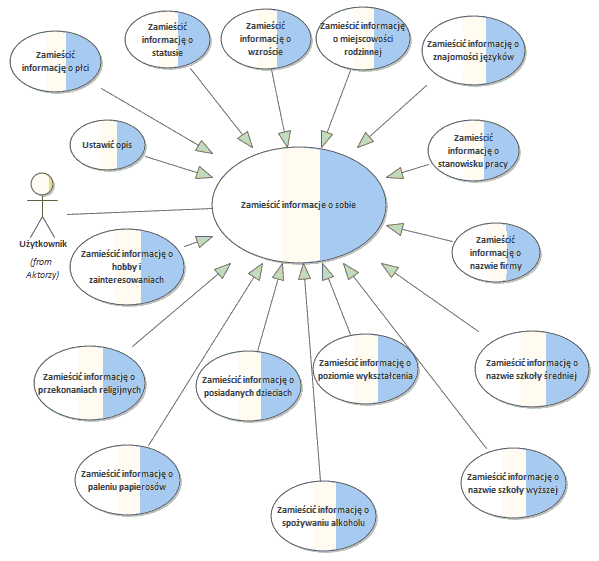 Zamieścić
informację o
statusie
Zamieścić
informację o
wzroście
Zamieścić informację
o miejscowości
rodzinnej
Zamieścić informację o
znajomości języków
Zamieścić
informację o płci
Ustawić opis
Zamieścić
informację o
stanowisku pracy
Zamieścić informacje o sobie
Użytkownik
(from
Aktorzy)
Zamieścić informację o
hobby i
zainteresowaniach
Zamieścić
informację o
nazwie firmy
Zamieścić informację o
przekonaniach religijnych
Zamieścić informację o
posiadanych dzieciach
Zamieścić informację o
poziomie wykształcenia
Zamieścić informację o
nazwie szkoły średniej
Zamieścić informację o
paleniu papierosów
Zamieścić informację o
spożywaniu alkoholu
Zamieścić informację o
nazwie szkoły wyższej